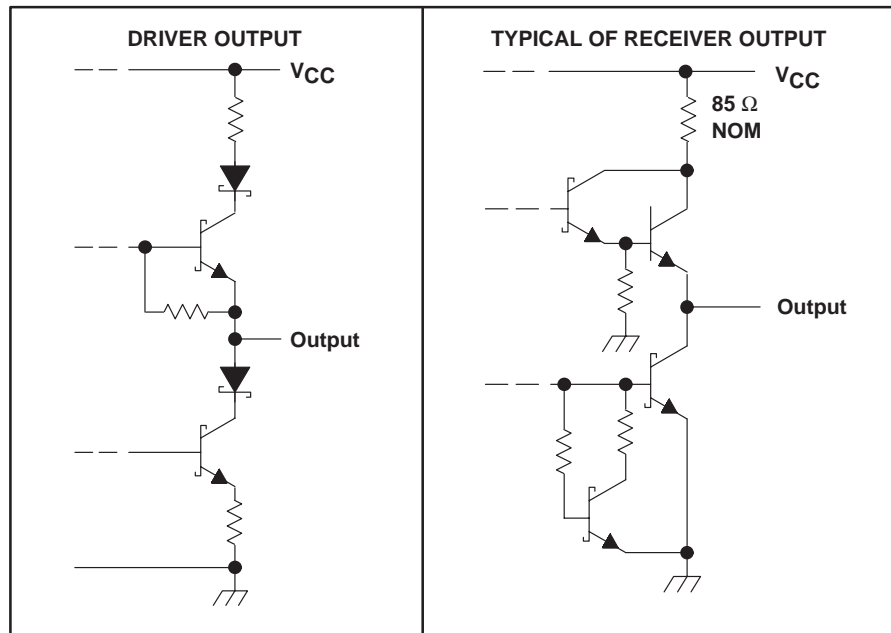 DRIVER OUTPUT
VCC
Output
TYPICAL OF RECEIVER OUTPUT
VCC
85 Ω
NOM
Output